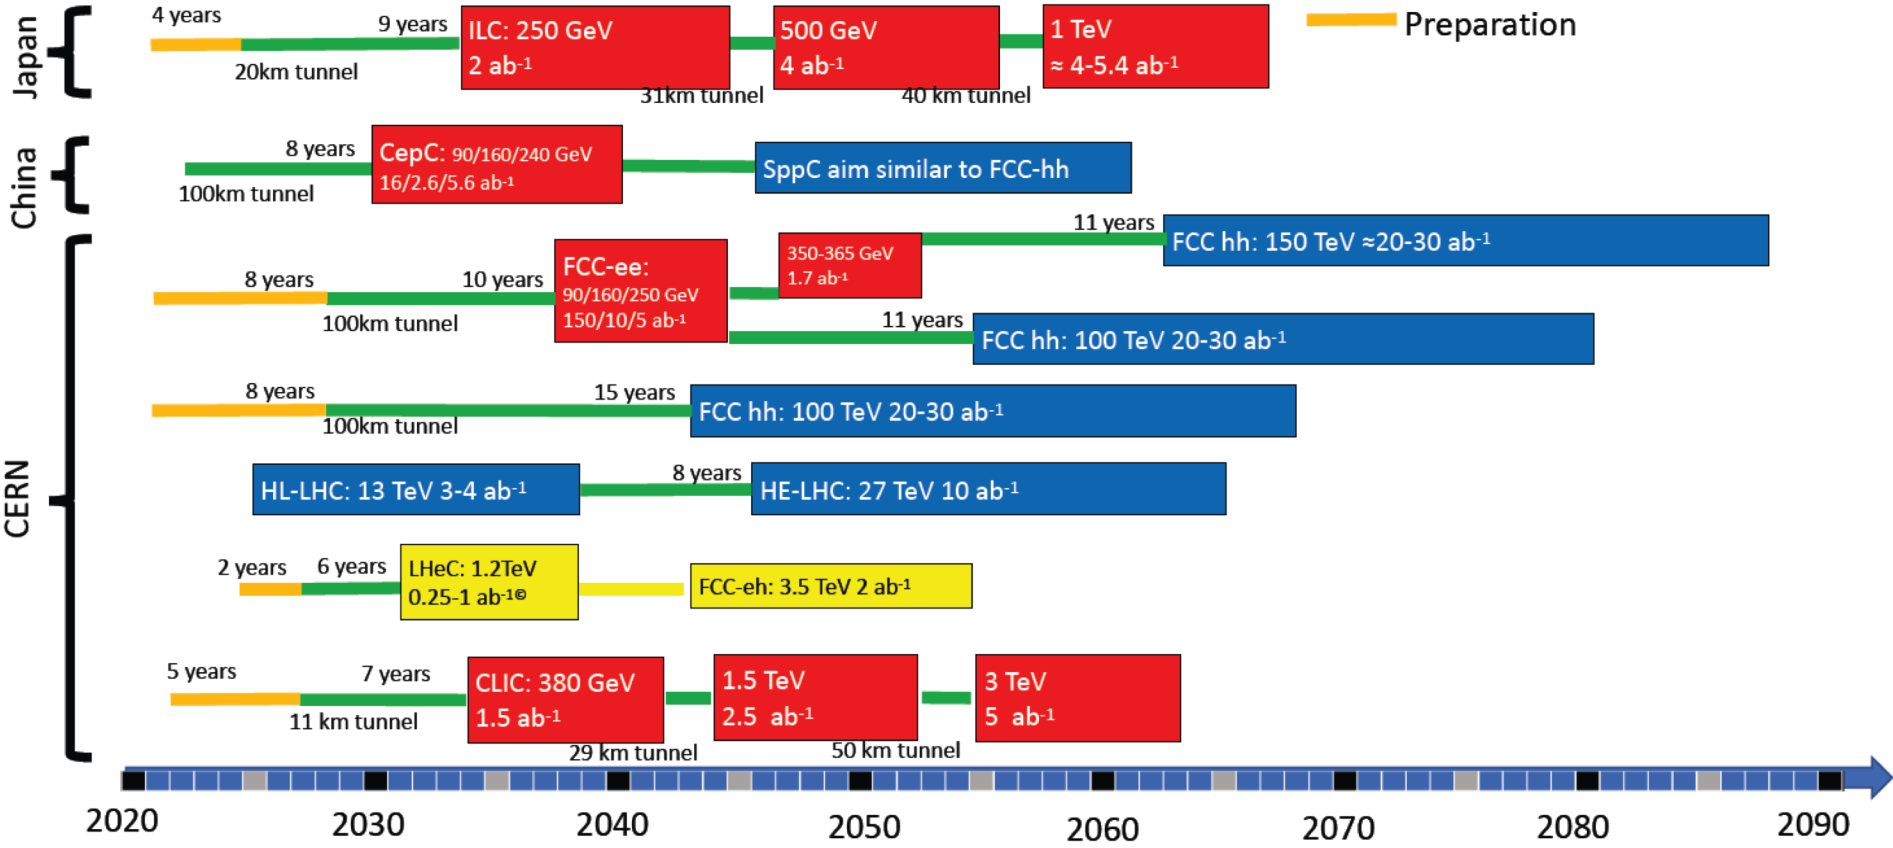 Japan
4 years
9 years
20km tunnel
ILC: 250 GeV
2 ab-1
31km tunnel
500 GeV
4 ab-1
40 km tunnel
1 TeV
≈ 4-5.4 ab-1
Preparation
China
8 years
100km tunnel
CepC: 90/160/240 GeV
16/2.6/5.6 ab-1
SppC aim similar to FCC-hh
CERN
8 years
10 years
100km tunnel
FCC-ee:
90/160/250 GeV
150/10/5 ab-1
350-365 GeV
1.7 ab-1
11 years
FCC hh: 150 TeV ≈20-30 ab-1
11 years
FCC hh: 100 TeV 20-30 ab-1
8 years
15 years
100km tunnel
FCC hh: 100 TeV 20-30 ab-1
HL-LHC: 13 TeV 3-4 ab-1
8 years
HE-LHC: 27 TeV 10 ab-1
2 years
6 years
LHeC: 1.2TeV
0.25-1 ab-1©
FCC-eh: 3.5 TeV 2 ab-1
5 years
7 years
11 km tunnel
CLIC: 380 GeV
1.5 ab-1
29 km tunnel
1.5 TeV
2.5 ab-1
50 km tunnel
3 TeV
5 ab-1
2020
2030
2040
2050
2060
2070
2080
2090